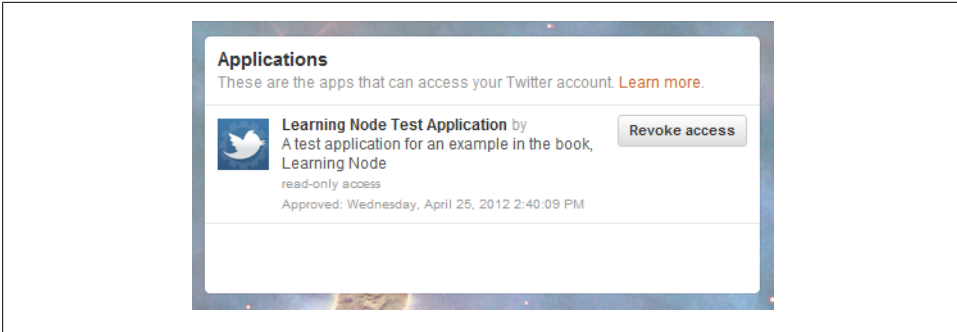 Applications
These are the apps that can access your Twitter account. Learn more.
Learning Node Test Application by
A test application for an example in the book,
Learning Node
read-only access
Approved: Wednesday, April 25, 2012 2:40:09 PM
Revoke access